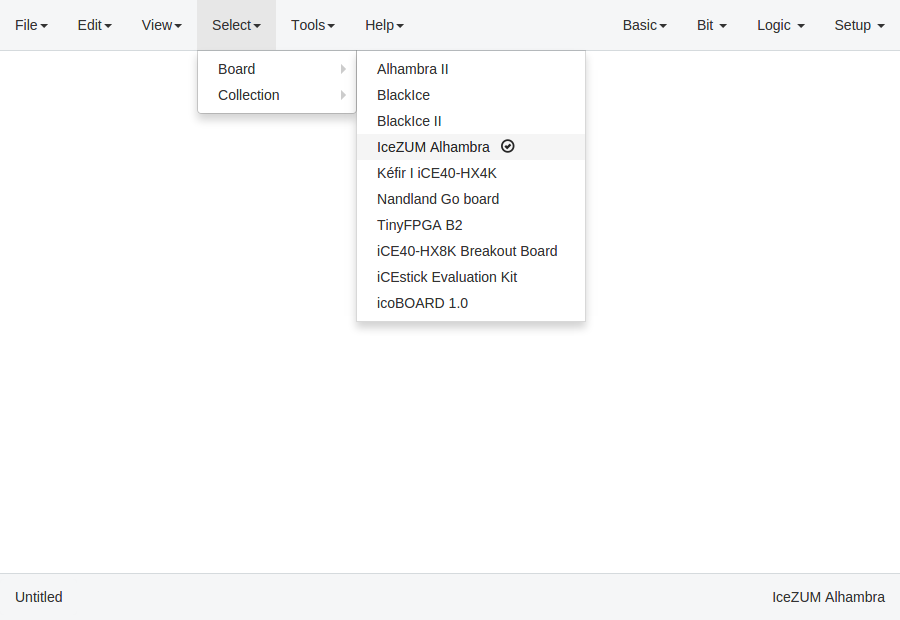 File Edit View Select Tools Help Basic Bit Logic Setup
Board
Collection
Alhambra II
BlackIce
BlackIce II
IceZUM Alhambra
Kéfir I iCE40-HX4K
Nandland Go board
TinyFPGA B2
iCE40-HX8K Breakout Board
iCEstick Evaluation Kit
icoBOARD 1.0
Untitled IceZUM Alhambra